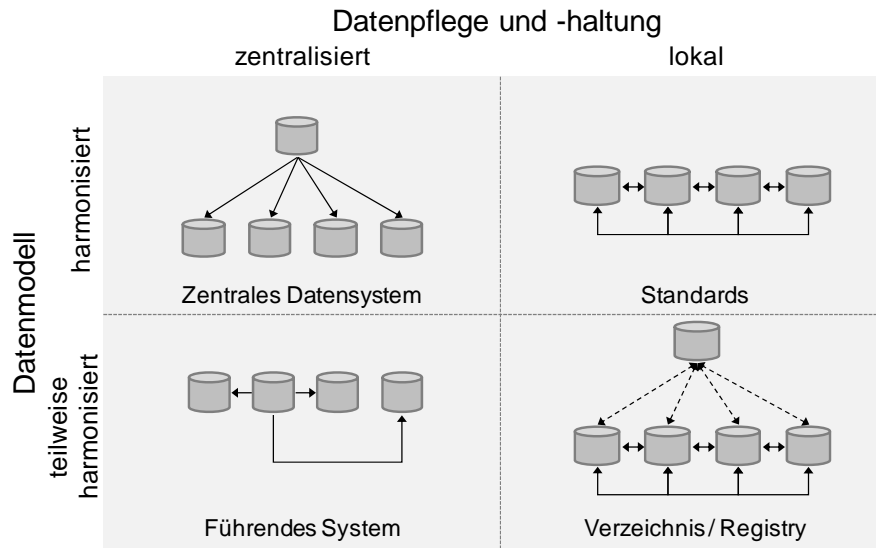 Datenpflege und -haltung
zentralisiert
lokal
Datenmodell
harmonisiert
Zentrales Datensystem
Standards
teilweise
harmonisiert
Führendes System
Verzeichnis / Registry